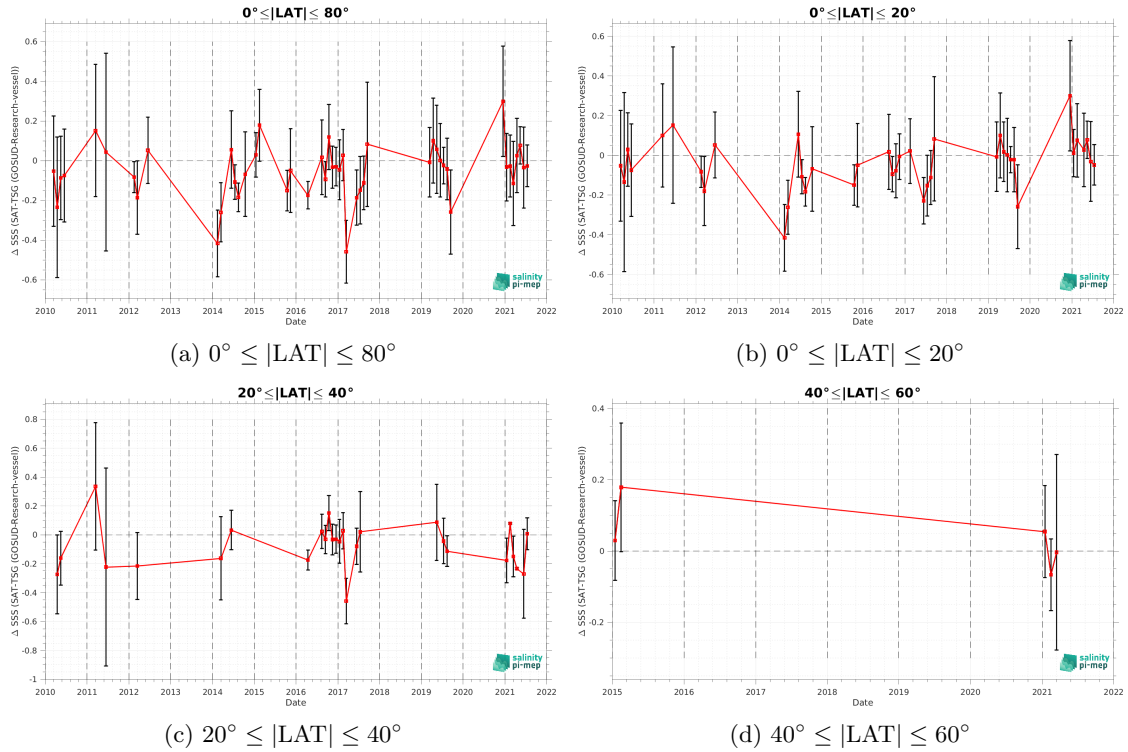 0°≤|LAT|≤ 80°
Δ SSS (SAT-TSG (GOSUD-Research-vessel))
0.6
0.4
0.2
0
-0.2
-0.4
-0.6
2010 2011 2012 2013 2014 2015 2016 2017 2018 2019 2020 2021 2022
Date
salinity
pi-mep
(a) 0° ≤ |LAT| ≤ 80°
0°≤|LAT|≤ 20°
Δ SSS (SAT-TSG (GOSUD-Research-vessel))
0.6
0.4
0.2
0
-0.2
-0.4
-0.6
2010 2011 2012 2013 2014 2015 2016 2017 2018 2019 2020 2021 2022
Date
salinity
pi-mep
(b) 0° ≤ |LAT| ≤ 20°
20°≤|LAT|≤ 40°
Δ SSS (SAT-TSG (GOSUD-Research-vessel))
0.8
0.6
0.4
0.2
0
-0.2
-0.4
-0.6
-0.8
-1
2010 2011 2012 2013 2014 2015 2016 2017 2018 2019 2020 2021 2022
Date
salinity
pi-mep
(c) 20° ≤ |LAT| ≤ 40°
40°≤|LAT|≤ 60°
Δ SSS (SAT-TSG (GOSUD-Research-vessel))
0.4
0.2
0
-0.2
2015 2016 2017 2018 2019 2020 2021 2022
Date
salinity
pi-mep
(d) 40° ≤ |LAT| ≤ 60°